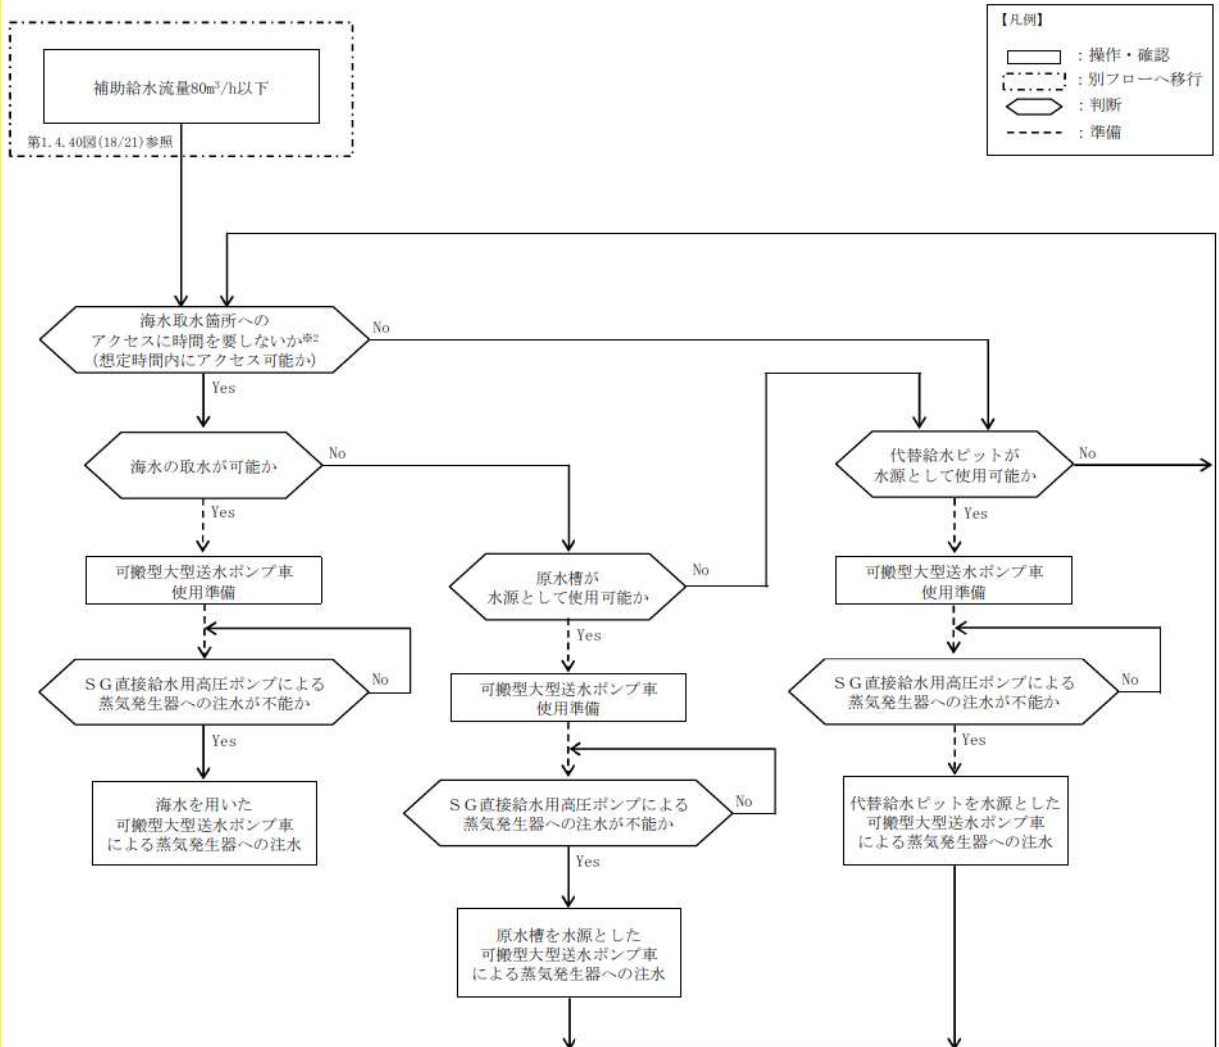 【凡例】
：操作・確認
：別フローへ移行
：判断
：準備
補助給水流量80m³/h以下
第1.4.40図(18/21)参照
海水取水箇所への
アクセスに時間を要しないか※2
(想定時間内にアクセス可能か)
No
Yes
海水の取水が可能か
No
Yes
代替給水ピットが
水源として使用可能か
No
Yes
可搬型大型送水ポンプ車
使用準備
原水槽が
水源として使用可能か
No
Yes
可搬型大型送水ポンプ車
使用準備
ＳＧ直接給水用高圧ポンプによる
蒸気発生器への注水が不能か
No
Yes
可搬型大型送水ポンプ車
使用準備
ＳＧ直接給水用高圧ポンプによる
蒸気発生器への注水が不能か
No
Yes
海水を用いた
可搬型大型送水ポンプ車
による蒸気発生器への注水
ＳＧ直接給水用高圧ポンプによる
蒸気発生器への注水が不能か
No
Yes
代替給水ピットを水源とした
可搬型大型送水ポンプ車
による蒸気発生器への注水
原水槽を水源とした
可搬型大型送水ポンプ車
による蒸気発生器への注水